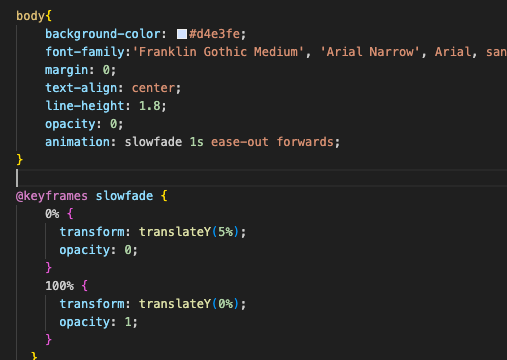 body{
background-color: #d4e3fe;
font-family:'Franklin Gothic Medium', 'Arial Narrow', Arial,
margin: 0;
text-align: center;
line-height: 1.8;
opacity: 0;
animation: slowfade 1s ease-out forwards;
}
@keyframes slowfade {
0% {
transform: translateY(5%);
opacity: 0;
}
100% {
transform: translateY(0%);
opacity: 1;
}
}